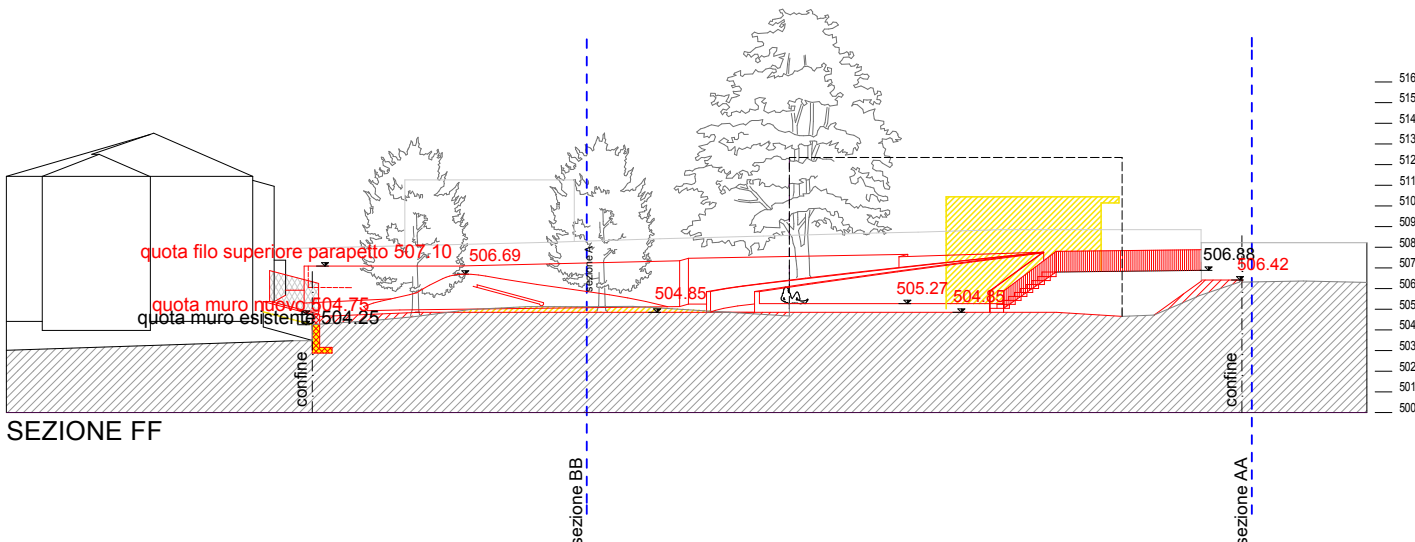 516
515
514
513
512
511
510
509
508
507
506
505
504
503
502
501
500
sezione A
quota filo superiore parapetto 507.10
506.69
506.88
506.42
quota muro nuovo 504.75
504.85
505.27
504.85
quota muro esistente 504.25
confine
confine
SEZIONE FF
sezione BB
sezione AA